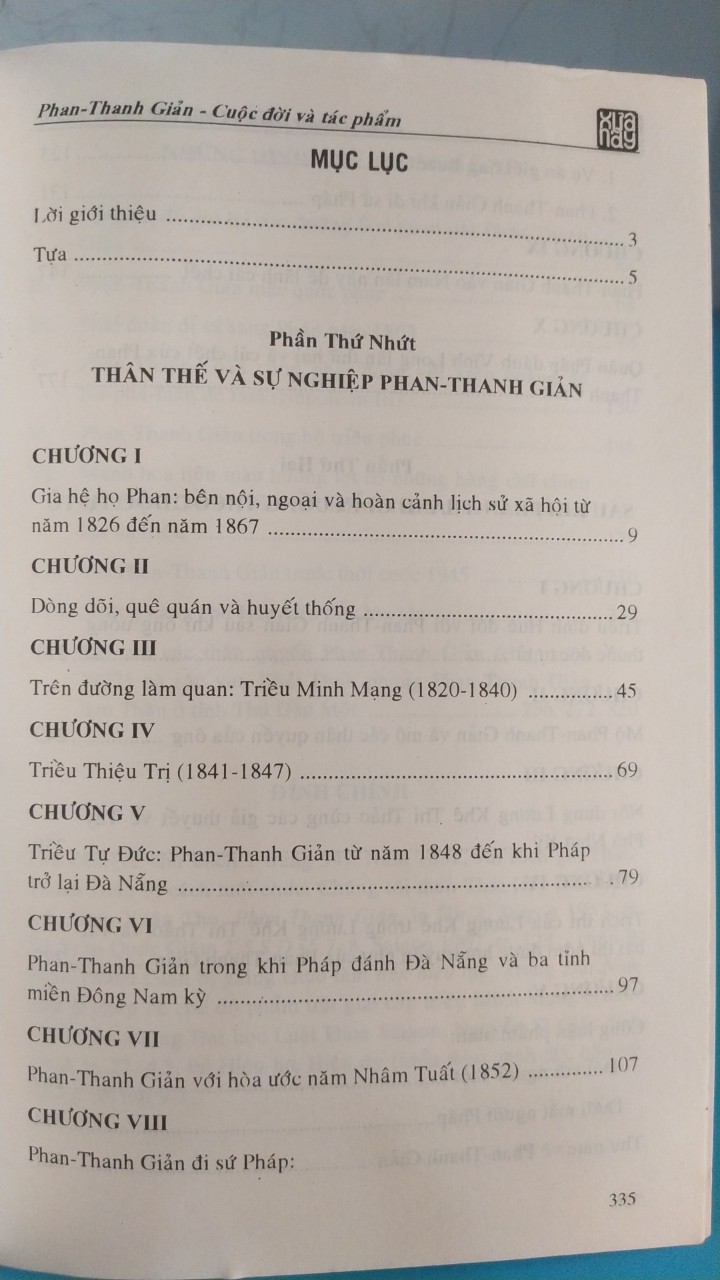 Phan-Thanh Giản - Cuộc đời và tác phẩm
XƯA NAY
MỤC LỤC
Lời giới thiệu ........ 3
Tựa ........ 5
Phần Thứ Nhứt
THÂN THẾ VÀ SỰ NGHIỆP PHAN-THANH GIẢN
CHƯƠNG I
Gia hệ họ Phan: bên nội, ngoại và hoàn cảnh lịch sử xã hội từ
năm 1826 đến năm 1867 ........ 9
CHƯƠNG II
Dòng dõi, quê quán và huyết thống ........ 29
CHƯƠNG III
Trên đường làm quan: Triều Minh Mạng (1820-1840) ........ 45
CHƯƠNG IV
Triều Thiệu Trị (1841-1847) ........ 69
CHƯƠNG V
Triều Tự Đức: Phan-Thanh Giản từ năm 1848 đến khi Pháp
trở lại Đà Nẵng ........ 79
CHƯƠNG VI
Phan-Thanh Giản trong khi Pháp đánh Đà Nẵng và ba tỉnh
miền Đông Nam kỳ ........ 97
CHƯƠNG VII
Phan-Thanh Giản với hòa ước năm Nhâm Tuất (1852) ........ 107
CHƯƠNG VIII
Phan-Thanh Giản đi sứ Pháp:
335